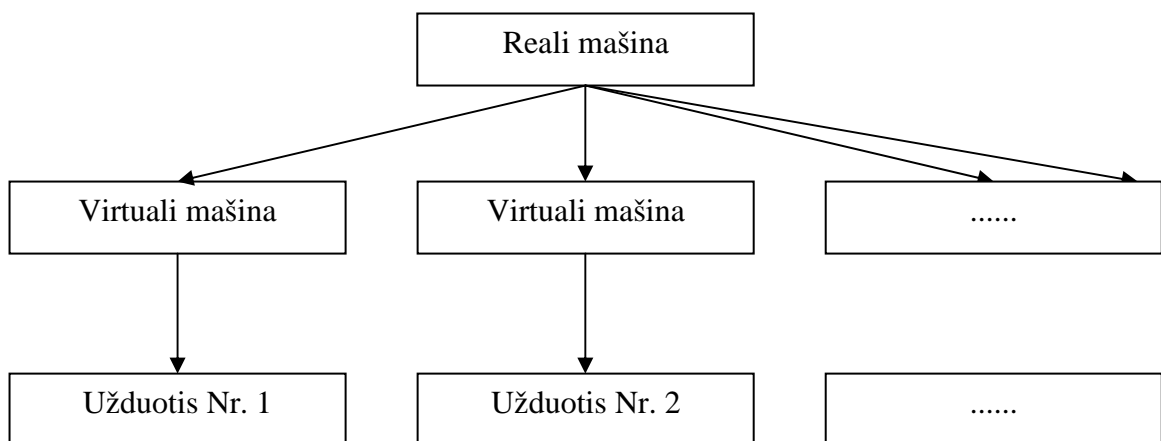 Reali mašina
Virtuali mašina
Virtuali mašina
......
Užduotis Nr. 1
Užduotis Nr. 2
......